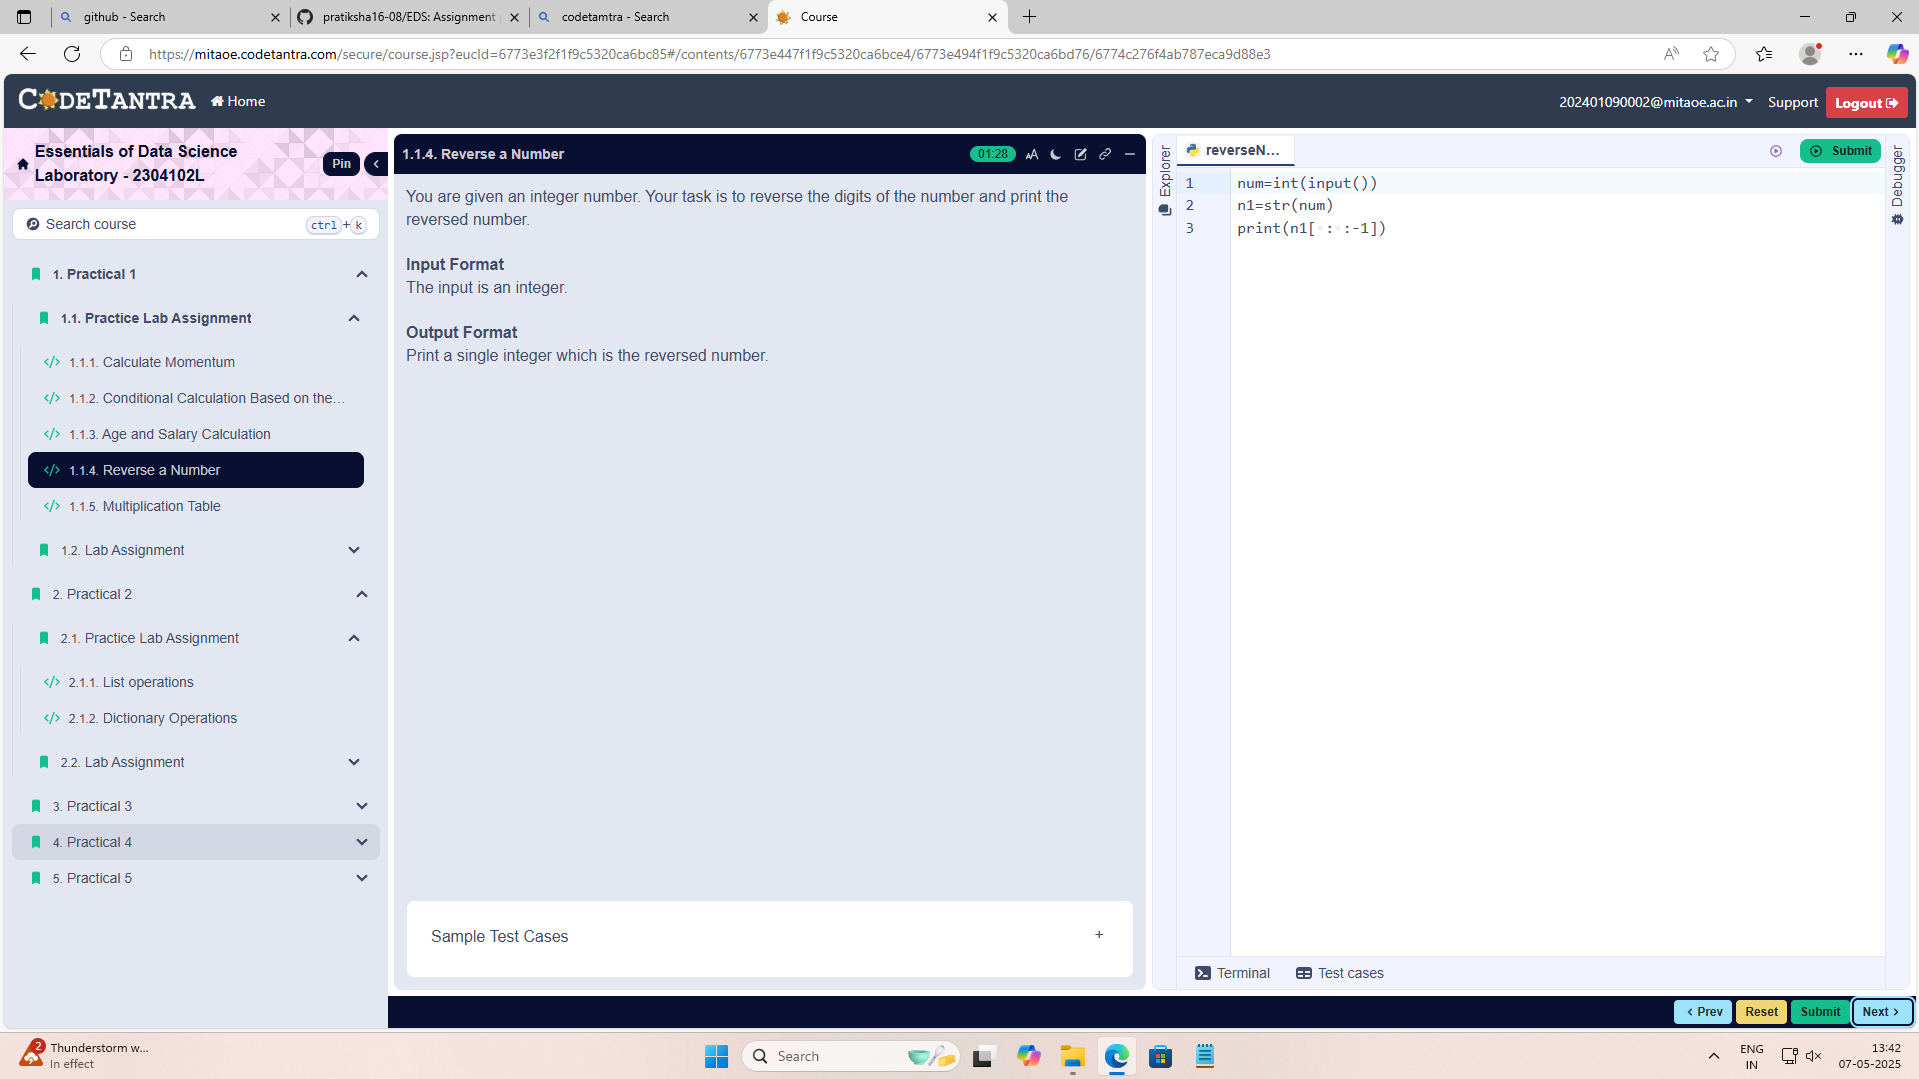 github - Search
pratiksha16-08/EDS: Assignment
codetamtra - Search
Course
https://mitaoe.codetantra.com/secure/course.jsp?eucId=6773e3f2f1f9c5320ca6bc85#/contents/6773e447f1f9c5320ca6bce4/6773e494f1f9c5320ca6bd76/6774c276f4ab787eca9d88e3
CODETANTRA
Home
202401090002@mitaoe.ac.in
Support
Logout
Essentials of Data Science
Laboratory - 2304102L
Pin
Search course
ctrl + k
1. Practical 1
1.1. Practice Lab Assignment
1.1.1. Calculate Momentum
1.1.2. Conditional Calculation Based on the...
1.1.3. Age and Salary Calculation
1.1.4. Reverse a Number
1.1.5. Multiplication Table
1.2. Lab Assignment
2. Practical 2
2.1. Practice Lab Assignment
2.1.1. List operations
2.1.2. Dictionary Operations
2.2. Lab Assignment
3. Practical 3
4. Practical 4
5. Practical 5
1.1.4. Reverse a Number
01:28
You are given an integer number. Your task is to reverse the digits of the number and print the
reversed number.
Input Format
The input is an integer.
Output Format
Print a single integer which is the reversed number.
Sample Test Cases
+
Explorer
reverseN...
Submit
Debugger
1 num=int(input())
2 n1=str(num)
3 print(n1[ : :-1])
Terminal
Test cases
Prev
Reset
Submit
Next
2
Thunderstorm w...
In effect
Search
ENG
IN
13:42
07-05-2025